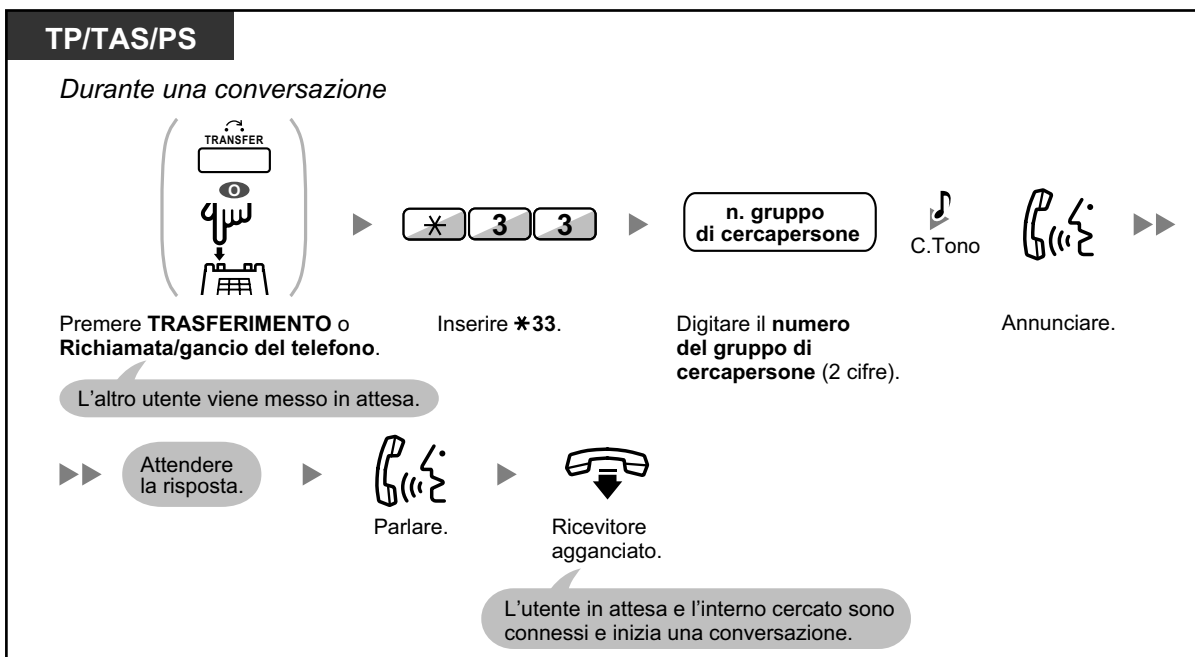 TP/TAS/PS
Durante una conversazione
TRANSFER
O
* 3 3
n. gruppo
di cercapersone
C.Tono
Premere TRASFERIMENTO o
Richiamata/gancio del telefono.
Inserire *33.
Digitare il numero
del gruppo di
cercapersone (2 cifre).
Annunciare.
L'altro utente viene messo in attesa.
Attendere
la risposta.
Parlare.
Ricevitore
agganciato.
L'utente in attesa e l'interno cercato sono
connessi e inizia una conversazione.